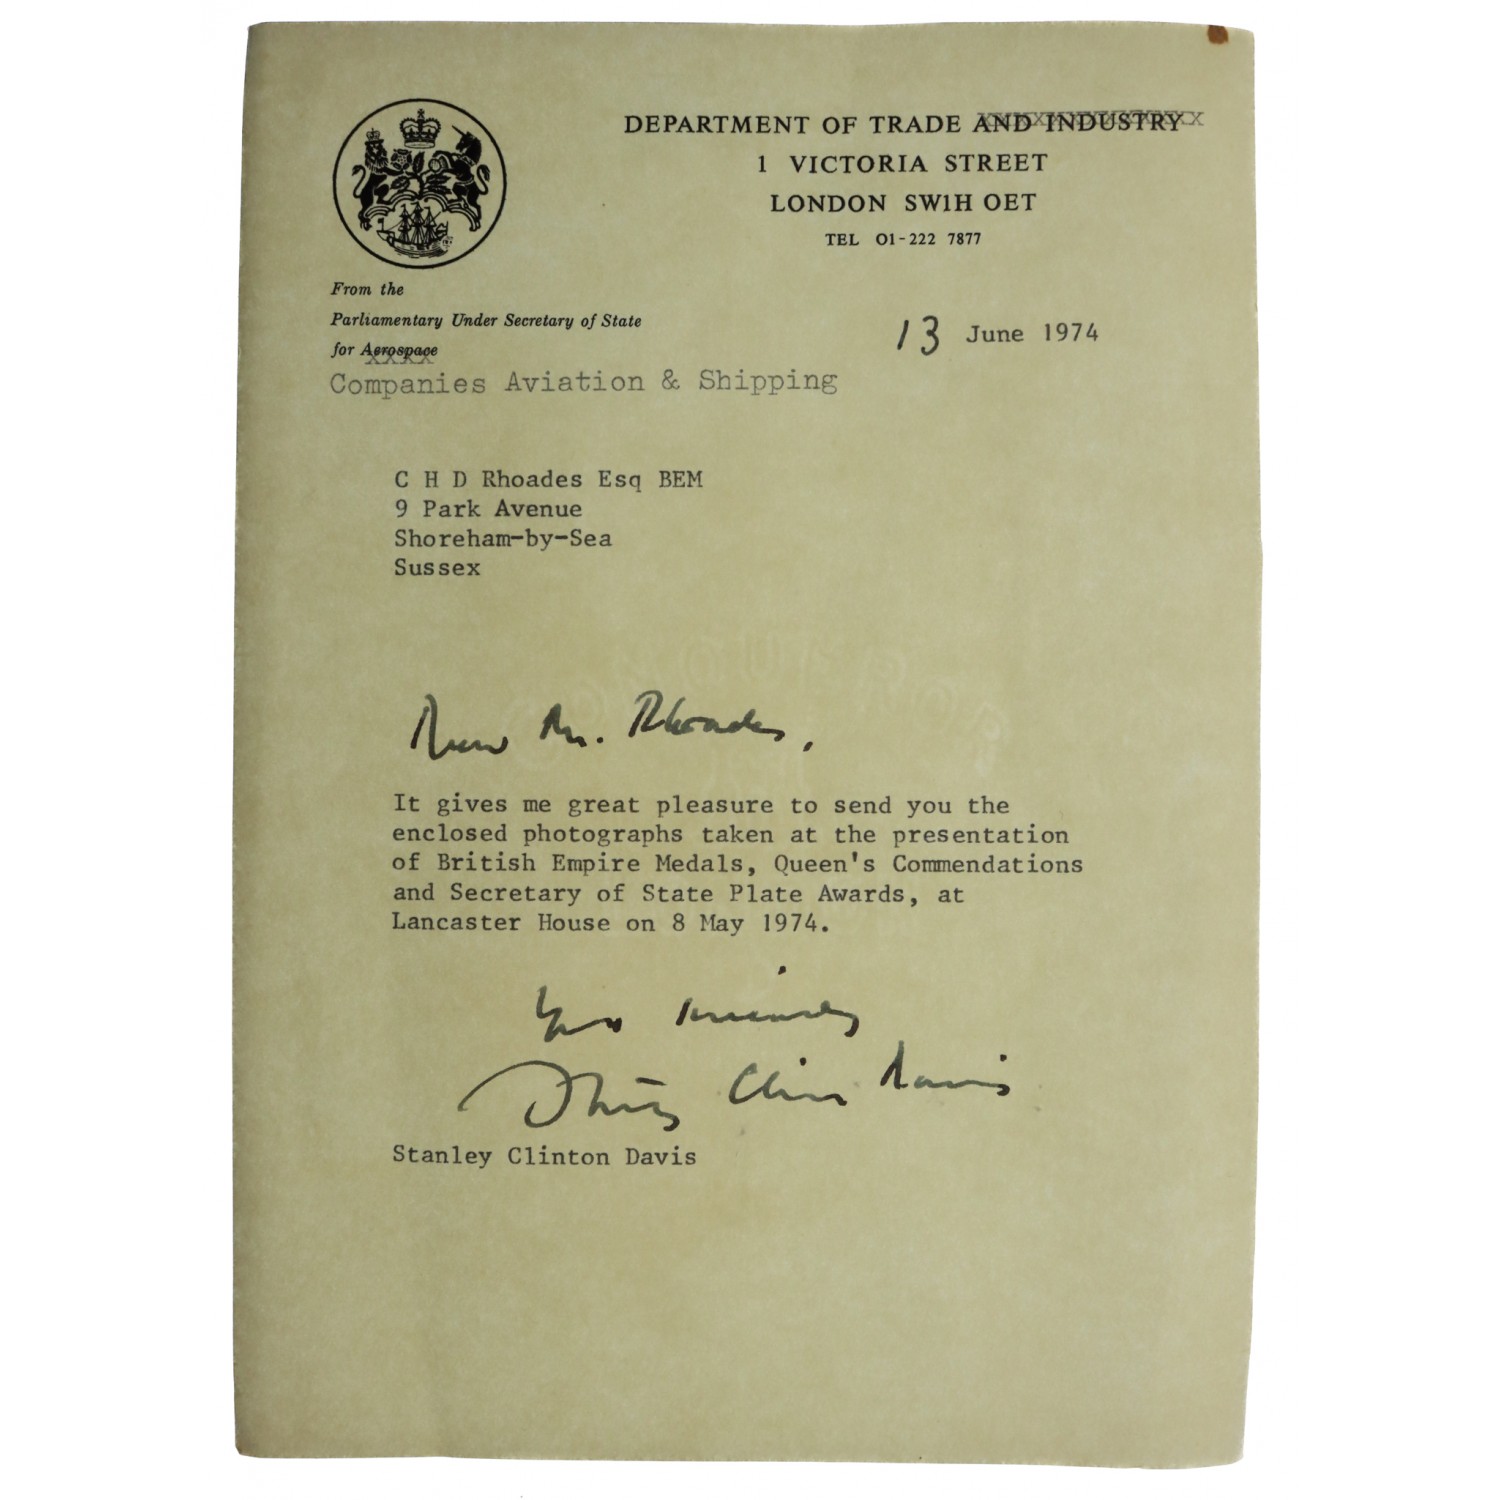 DEPARTMENT OF TRADE AND INDUSTRY
1 VICTORIA STREET
LONDON SW1H OET
TEL 01-222 7877
From the
Parliamentary Under Secretary of State
for Aerospace
Companies Aviation & Shipping
13 June 1974
C H D Rhoades Esq BEM
9 Park Avenue
Shoreham-by-Sea
Sussex
Dear Mr. Rhoades,
It gives me great pleasure to send you the
enclosed photographs taken at the presentation
of British Empire Medals, Queen's Commendations
and Secretary of State Plate Awards, at
Lancaster House on 8 May 1974.
Yours sincerely
Stanley Clinton Davis
Stanley Clinton Davis